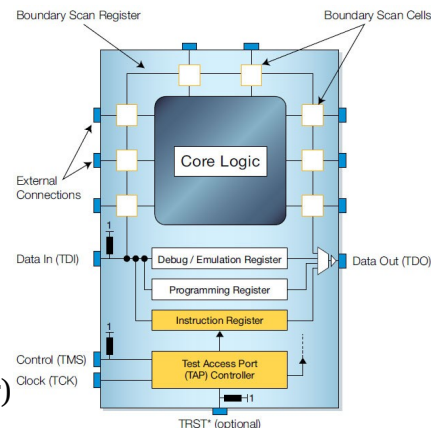 Boundary Scan Register
Boundary Scan Cells
Core Logic
External
Connections
1
Data In (TDI)
Debug / Emulation Register
Data Out (TDO)
Programming Register
Instruction Register
1
Control (TMS)
Test Access Port
(TAP) Controller
Clock (TCK)
)
1
TRST* (optional)